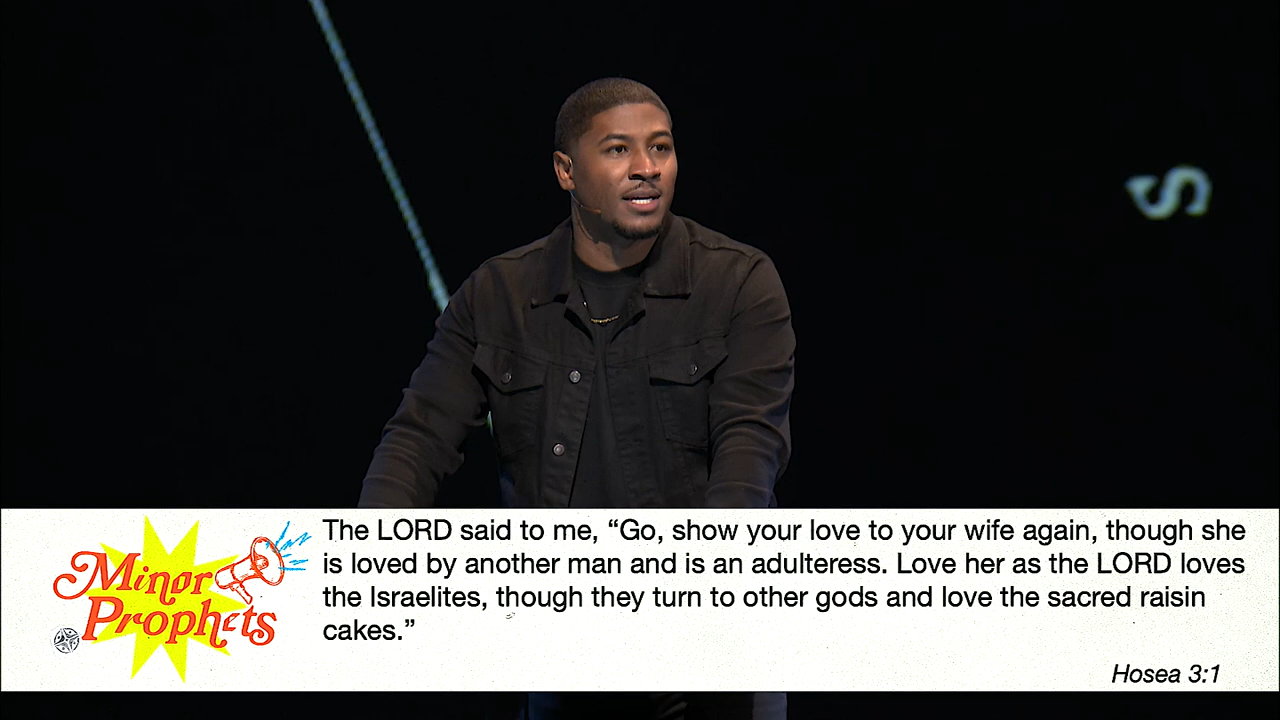 S
The LORD said to me, “Go, show your love to your wife again, though she
is loved by another man and is an adulteress. Love her as the LORD loves
the Israelites, though they turn to other gods and love the sacred raisin
cakes.”
Hosea 3:1
Minor
Prophets